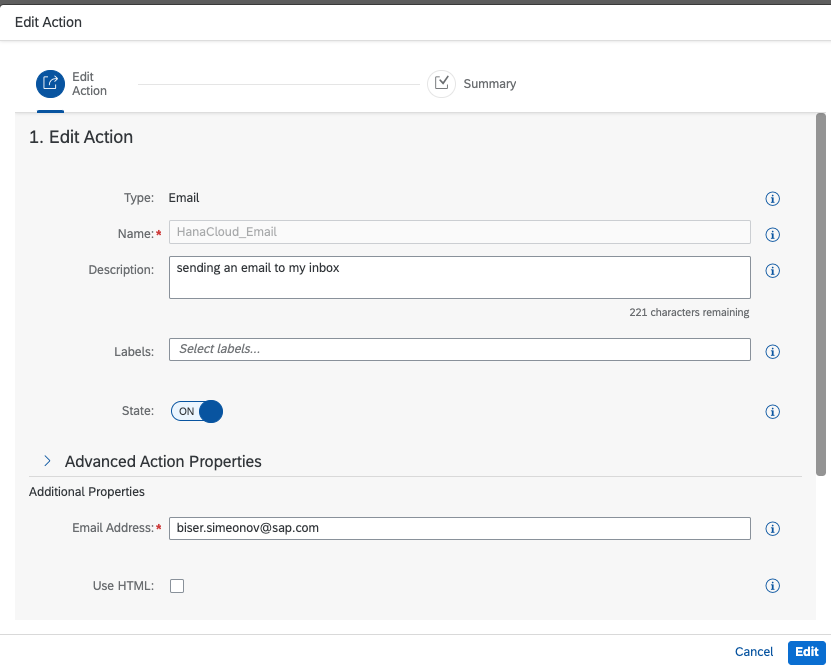 Edit Action
Edit
Action
Summary
1. Edit Action
Type: Email
Name:* HanaCloud_Email
Description: sending an email to my inbox
221 characters remaining
Labels: Select labels...
State: ON
Advanced Action Properties
Additional Properties
Email Address:* biser.simeonov@sap.com
Use HTML:
Cancel Edit